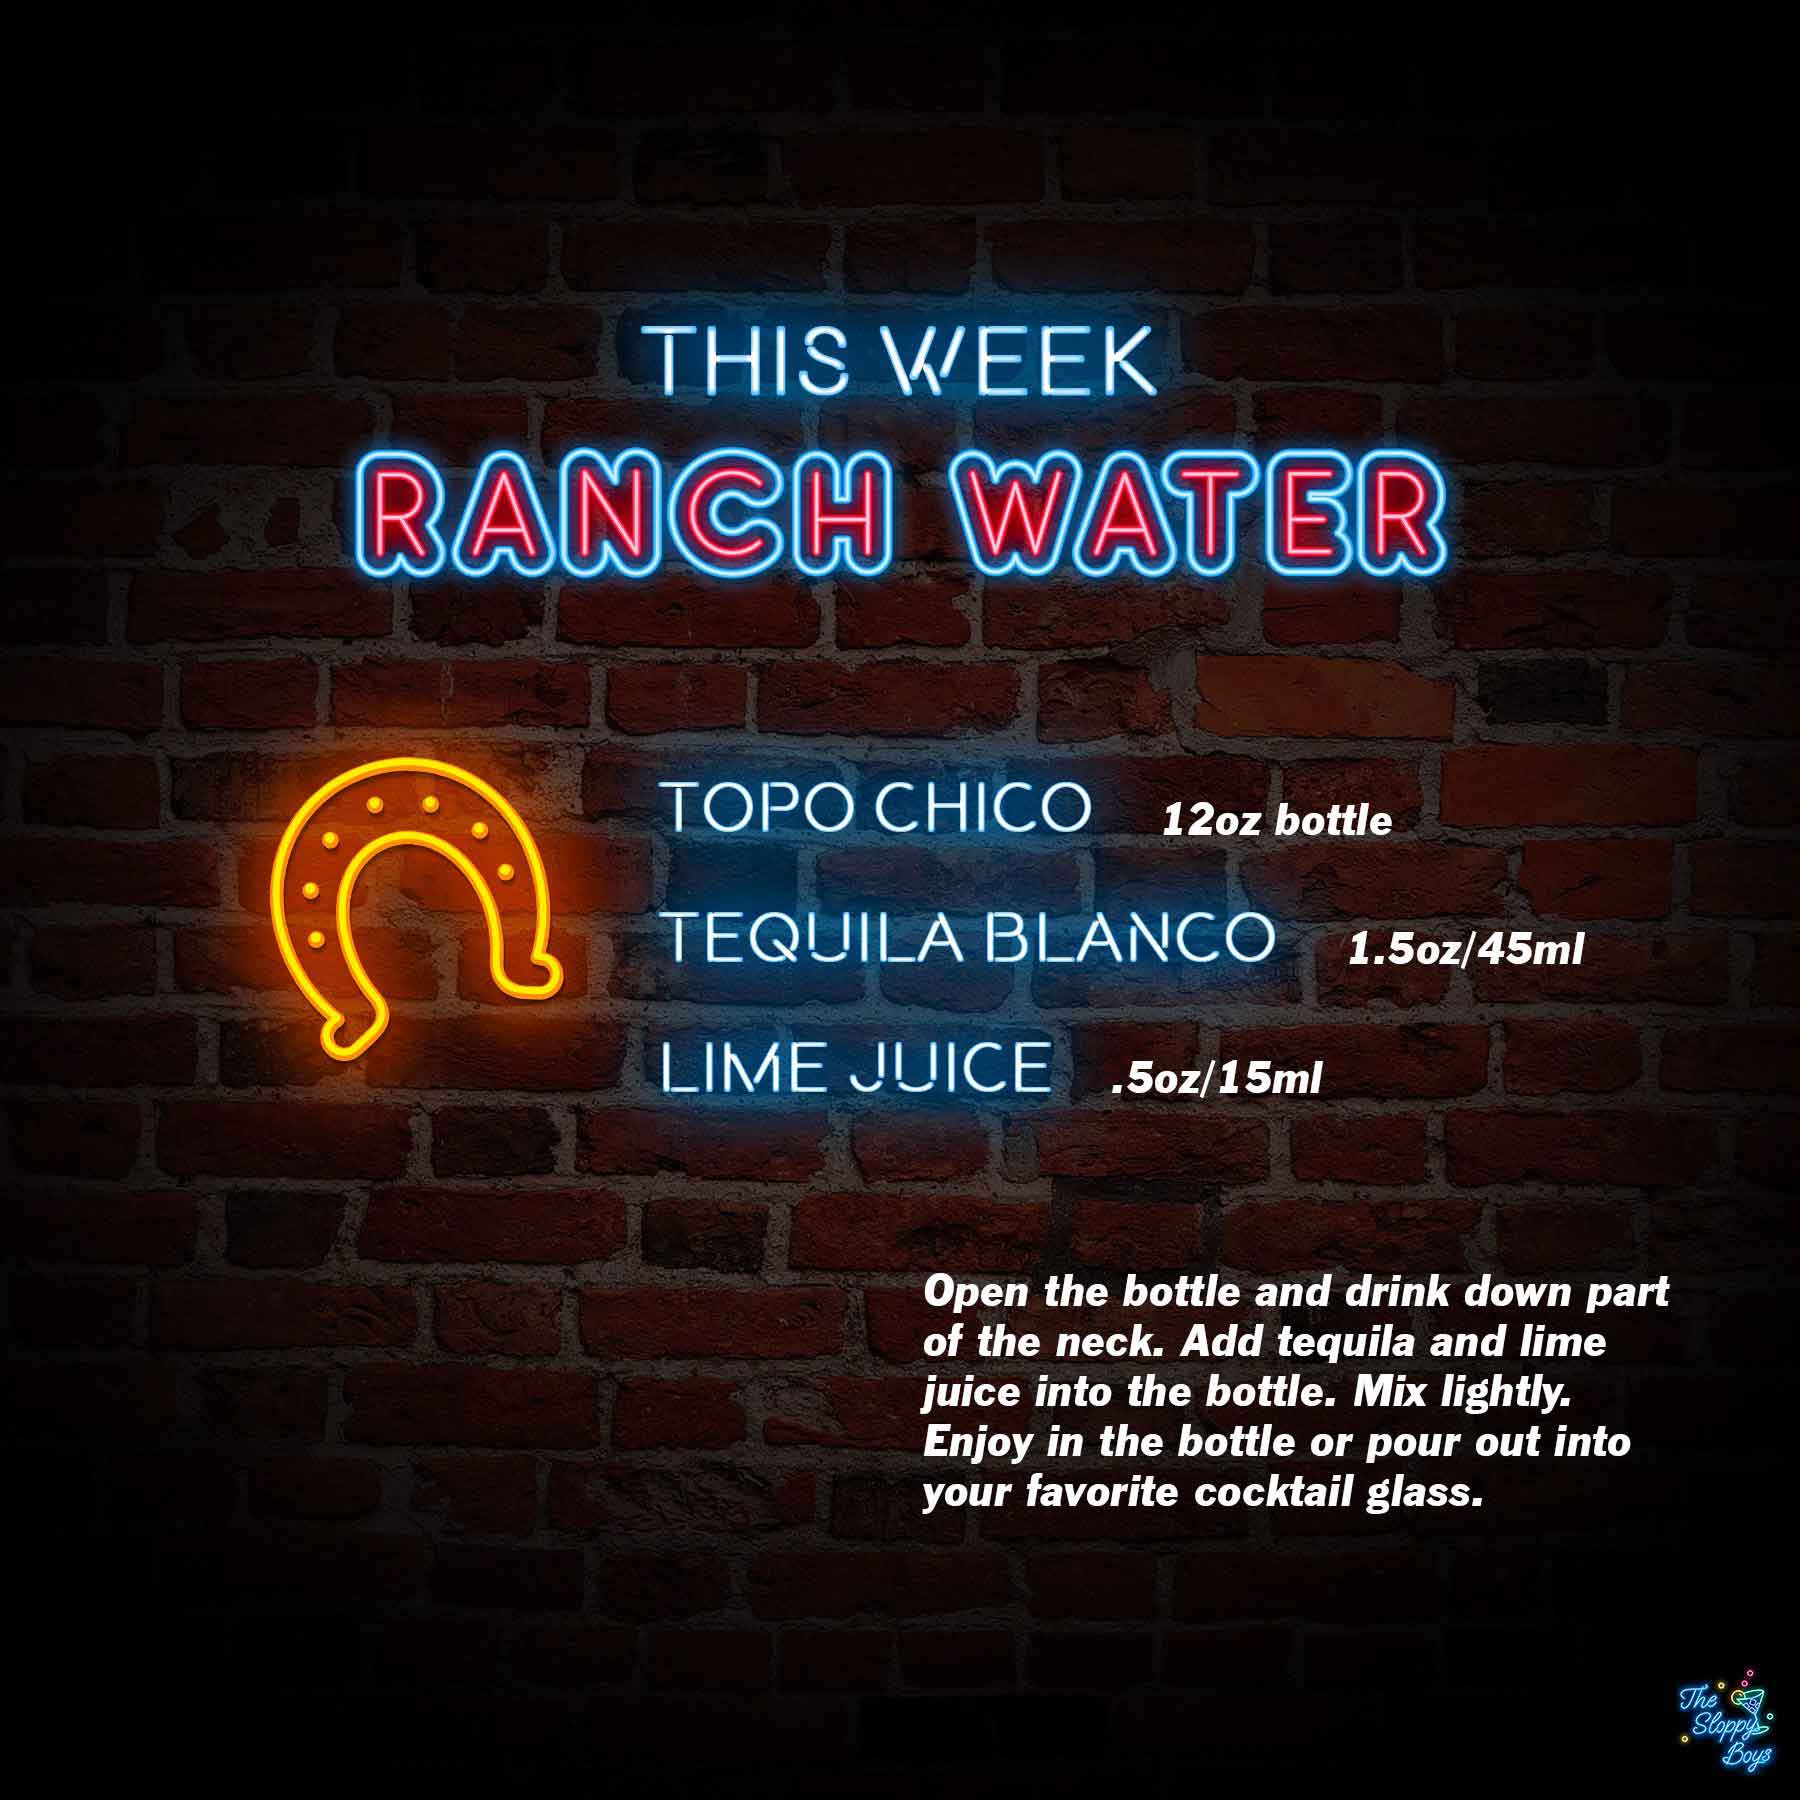 THIS WEEK
RANCH WATER
TOPO CHICO 12oz bottle
TEQUILA BLANCO 1.5oz/45ml
LIME JUICE .5oz/15ml
Open the bottle and drink down part
of the neck. Add tequila and lime
juice into the bottle. Mix lightly.
Enjoy in the bottle or pour out into
your favorite cocktail glass.
The
Sloppy
Boys